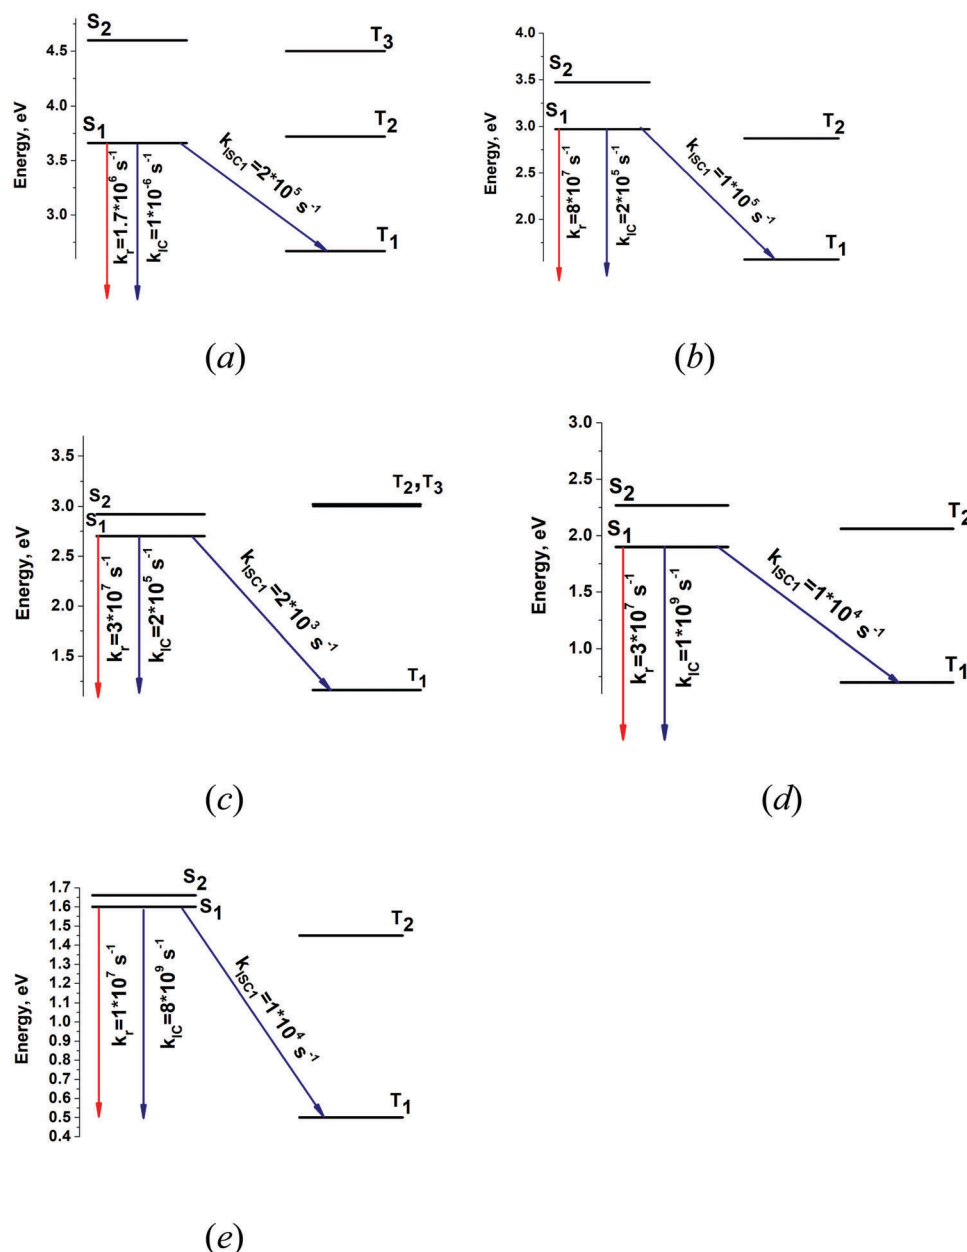 S2
T3
4.5
Energy, eV
4.0
S1
T2
3.5
kISC1=2*10^5 s^-1
3.0
kr=1.7*10^6 s^-1
kIC=1*10^-6 s^-1
T1
(a)
4.0
S2
3.5
Energy, eV
S1
T2
3.0
kISC1=1*10^5 s^-1
2.5
kr=8*10^7 s^-1
kIC=2*10^5 s^-1
2.0
T1
(b)
3.5
T2,T3
3.0
S2
S1
Energy, eV
2.5
kISC1=2*10^3 s^-1
2.0
kr=3*10^7 s^-1
kIC=2*10^5 s^-1
1.5
T1
(c)
3.0
2.5
S2
T2
Energy, eV
2.0
S1
kISC1=1*10^4 s^-1
1.5
kr=3*10^7 s^-1
kIC=1*10^9 s^-1
1.0
T1
(d)
1.7
S2
1.6
S1
1.5
T2
1.4
1.3
1.2
kISC1=1*10^4 s^-1
1.1
Energy, eV
1.0
kr=1*10^7 s^-1
kIC=8*10^9 s^-1
0.9
0.8
0.7
0.6
T1
0.5
0.4
(e)